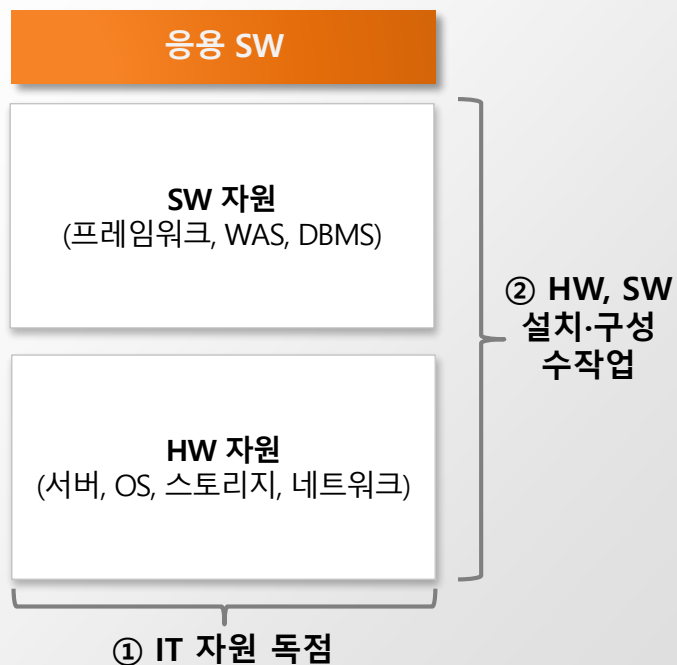 응용 SW
SW 자원
(프레임워크, WAS, DBMS)
② HW, SW
설치·구성
수작업
HW 자원
(서버, OS, 스토리지, 네트워크)
① IT 자원 독점